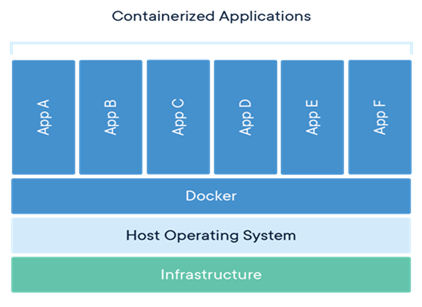 Containerized Applications
App A
App B
App C
App D
App E
App F
Docker
Host Operating System
Infrastructure